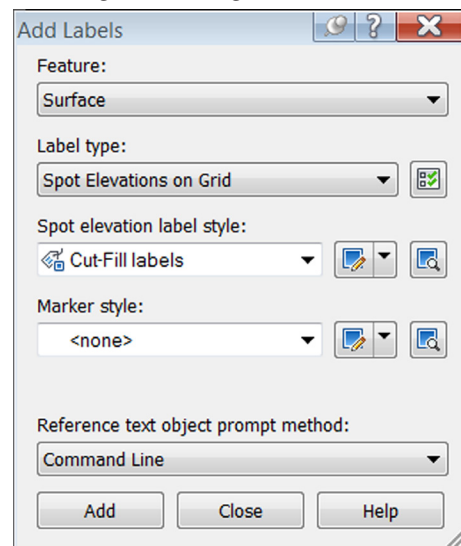 Add Labels
Feature:
Surface
Label type:
Spot Elevations on Grid
Spot elevation label style:
Cut-Fill labels
Marker style:
<none>
Reference text object prompt method:
Command Line
Add Close Help